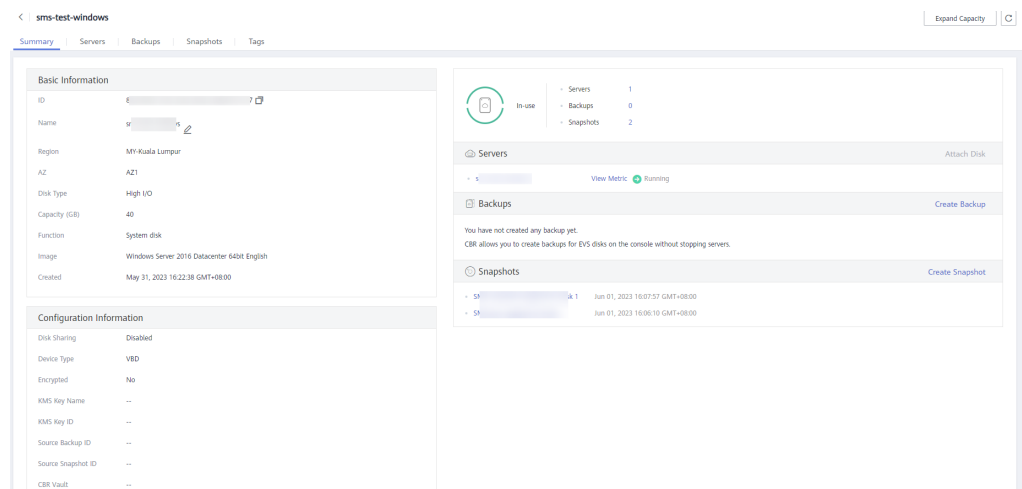 sms-test-windows
Expand Capacity
Summary Servers Backups Snapshots Tags
Basic Information
ID
Name
Region MY-Kuala Lumpur
AZ AZ1
Disk Type High I/O
Capacity (GB) 40
Function System disk
Image Windows Server 2016 Datacenter 64bit English
Created May 31, 2023 16:22:38 GMT+08:00
Configuration Information
Disk Sharing Disabled
Device Type VBD
Encrypted No
KMS Key Name --
KMS Key ID --
Source Backup ID --
Source Snapshot ID --
CBR Vault --
In-use
Servers 1
Backups 0
Snapshots 2
Servers Attach Disk
View Metric Running
Backups Create Backup
You have not created any backup yet.
CBR allows you to create backups for EVS disks on the console without stopping servers.
Snapshots Create Snapshot
Jun 01, 2023 16:07:57 GMT+08:00
Jun 01, 2023 16:06:10 GMT+08:00